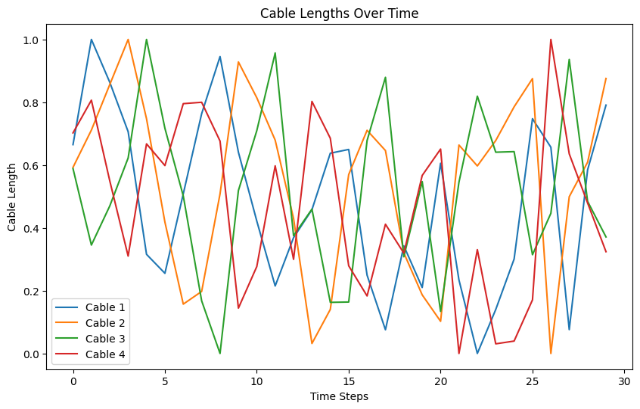 Cable Lengths Over Time
Cable Length
1.0
0.8
0.6
0.4
0.2
0.0
Cable 1
Cable 2
Cable 3
Cable 4
0 5 10 15 20 25 30
Time Steps